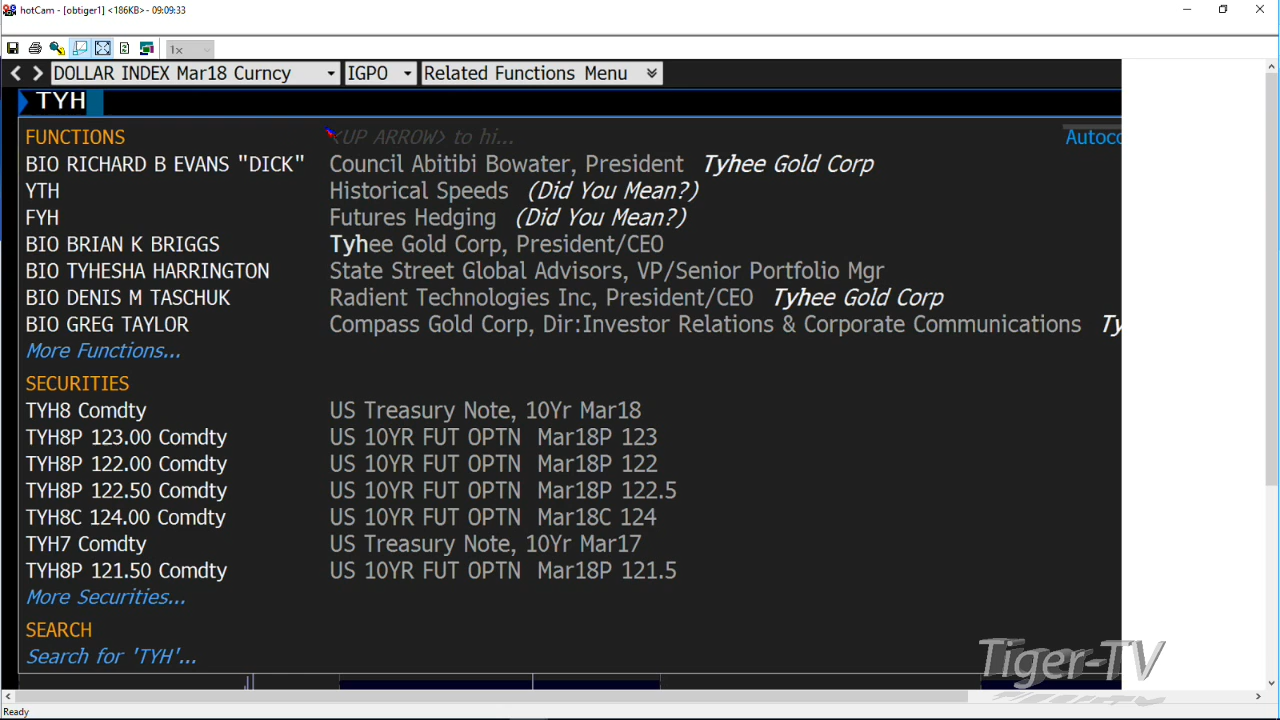 hotCam - [obtiger1] <186KB> - 09:09:33
1x
DOLLAR INDEX Mar18 Curncy IGPO Related Functions Menu
TYH
FUNCTIONS <UP ARROW> to hi... Autoco
BIO RICHARD B EVANS "DICK" Council Abitibi Bowater, President Tyhee Gold Corp
YTH Historical Speeds (Did You Mean?)
FYH Futures Hedging (Did You Mean?)
BIO BRIAN K BRIGGS Tyhee Gold Corp, President/CEO
BIO TYHESHA HARRINGTON State Street Global Advisors, VP/Senior Portfolio Mgr
BIO DENIS M TASCHUK Radient Technologies Inc, President/CEO Tyhee Gold Corp
BIO GREG TAYLOR Compass Gold Corp, Dir:Investor Relations & Corporate Communications Ty
More Functions...
SECURITIES
TYH8 Comdty US Treasury Note, 10Yr Mar18
TYH8P 123.00 Comdty US 10YR FUT OPTN Mar18P 123
TYH8P 122.00 Comdty US 10YR FUT OPTN Mar18P 122
TYH8P 122.50 Comdty US 10YR FUT OPTN Mar18P 122.5
TYH8C 124.00 Comdty US 10YR FUT OPTN Mar18C 124
TYH7 Comdty US Treasury Note, 10Yr Mar17
TYH8P 121.50 Comdty US 10YR FUT OPTN Mar18P 121.5
More Securities...
SEARCH
Search for 'TYH'...
Tiger-TV
Ready